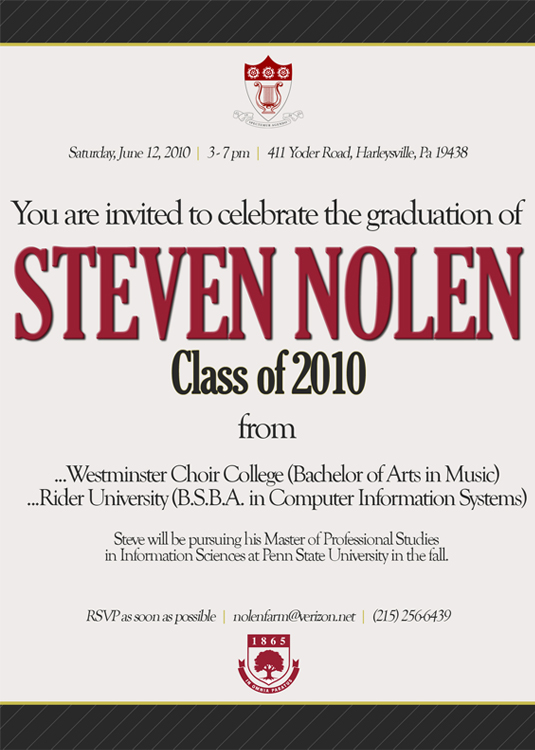 Saturday, June 12, 2010 | 3 - 7 pm | 411 Yoder Road, Harleysville, Pa 19438
You are invited to celebrate the graduation of
STEVEN NOLEN
Class of 2010
from
...Westminster Choir College (Bachelor of Arts in Music)
...Rider University (B.S.B.A. in Computer Information Systems)
Steve will be pursuing his Master of Professional Studies
in Information Sciences at Penn State University in the fall.
RSVP as soon as possible | nolenfarm@verizon.net | (215) 256-6439
1865
IN OMNIA PARATUS